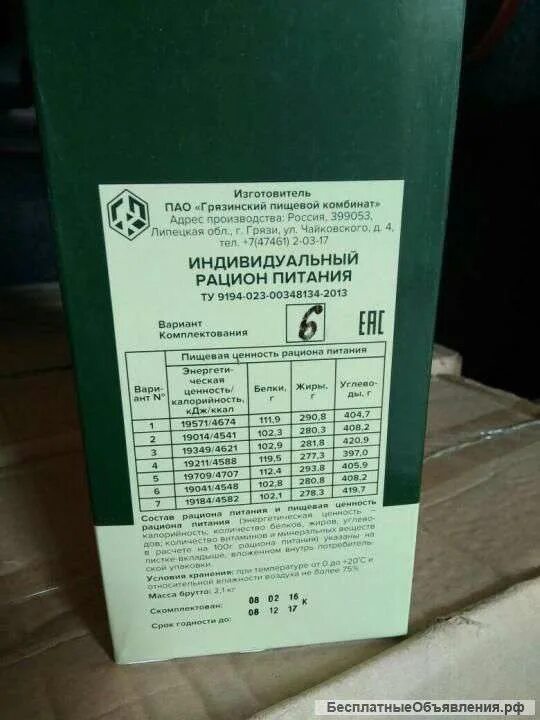 Изготовитель
ПАО «Грязинский пищевой комбинат»
Адрес производства: Россия, 399053,
Липецкая обл., г. Грязи, ул. Чайковского, д. 4,
тел. +7(47461) 2-03-17
ИНДИВИДУАЛЬНЫЙ
РАЦИОН ПИТАНИЯ
ТУ 9194-023-00348134-2013
Вариант
Комплектования
6
ЕАС
Вари-
ант №
Пищевая ценность рациона питания
Энергети-
ческая
ценность/
калорийность,
кДж/ккал
Белки,
г
Жиры,
г
Углево-
ды, г
1 19571/4674 111,9 290,8 404,7
2 19014/4541 102,3 280,3 408,2
3 19349/4621 102,9 281,8 420,9
4 19211/4588 119,5 277,3 397,0
5 19709/4707 112,4 293,8 405,9
6 19041/4548 102,8 280,8 408,2
7 19184/4582 102,1 278,3 419,7
Состав рациона питания и пищевая ценность
рациона питания (энергетическая ценность –
калорийность; количество белков, жиров, углево-
дов; количество витаминов и минеральных веществ
в расчете на 100г рациона питания) указаны на
листке-вкладыше, вложенном внутрь потребитель-
ской упаковки.
Условия хранения: при температуре от 0 до +20°С и
относительной влажности воздуха не более 75%
Масса брутто: 2,1 кг
Скомплектован: 08 02 16 К
Срок годности до: 08 12 17
БесплатныеОбъявления.рф